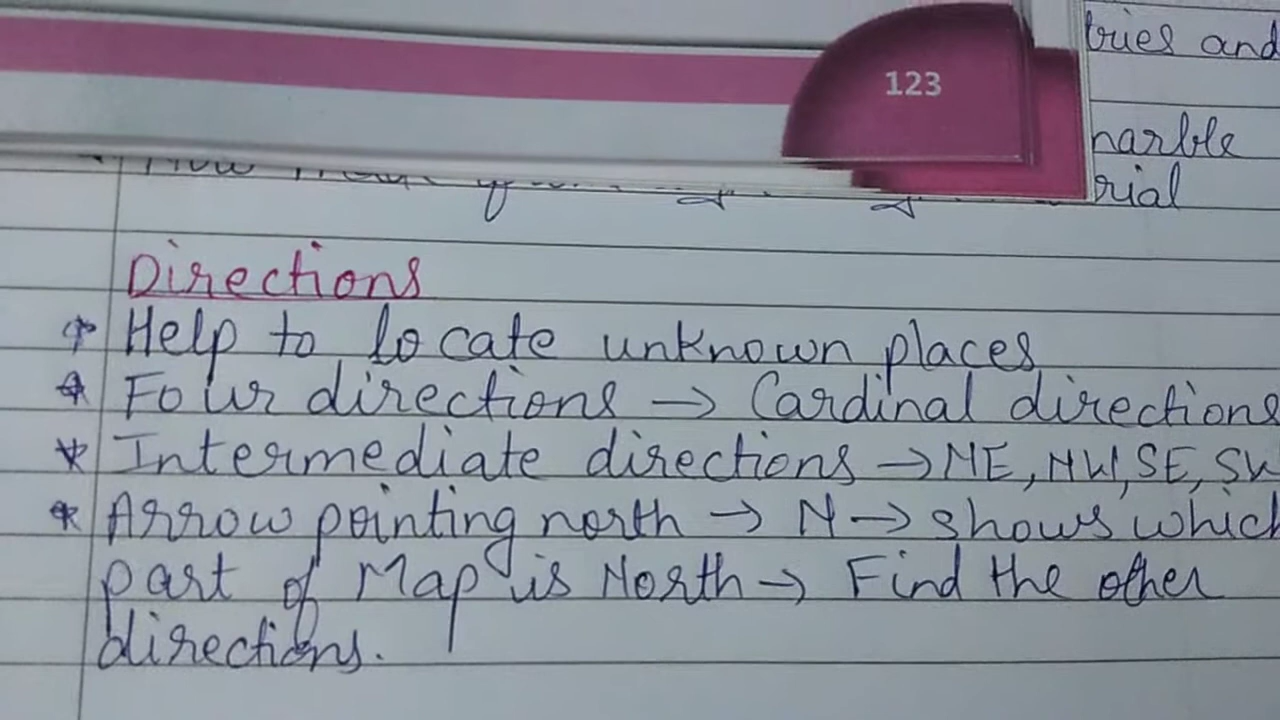 123
tries and
marble
rial
Directions
* Help to locate unknown places
* Four directions → Cardinal directions
* Intermediate directions → NE, NW, SE, SW
* Arrow pointing north → N → shows which
part of Map is North → Find the other
directions.